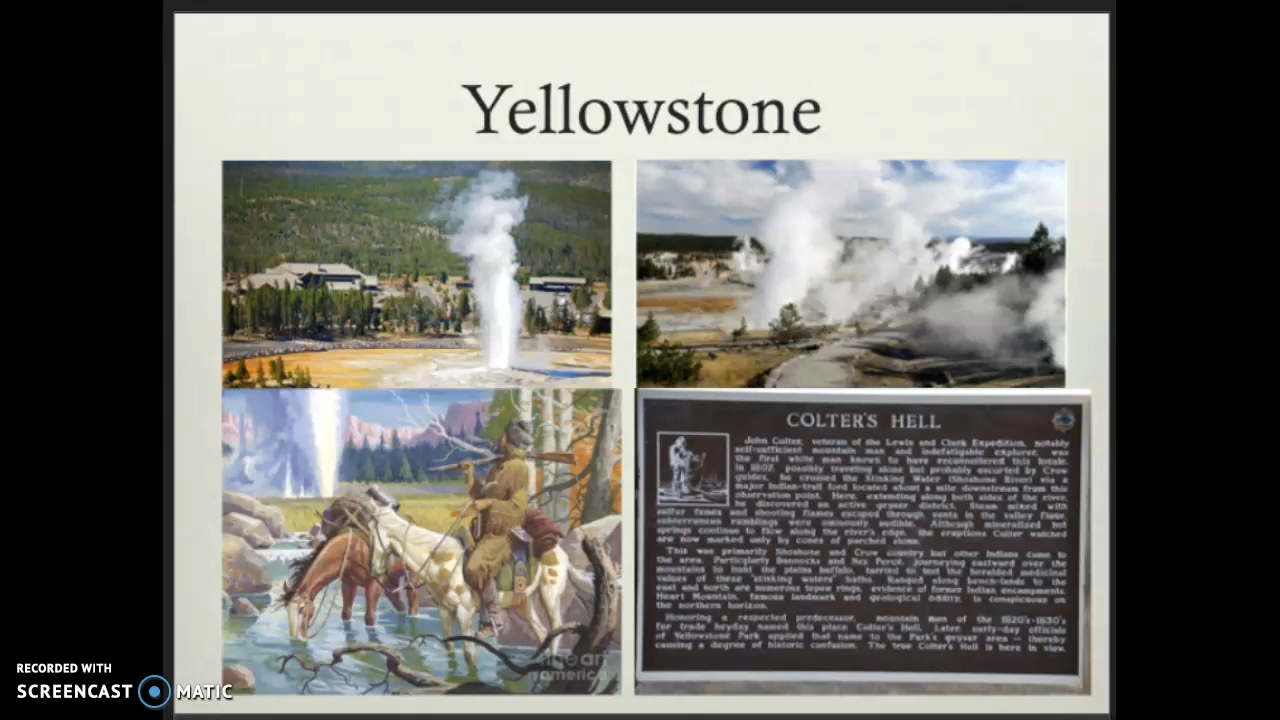 Yellowstone
COLTER'S HELL
John Colter, veteran of the Lewis and Clark Expedition, notably
self-sufficient mountain man and indefatigable explorer, was
the first white man known to have reconnoitered this locale.
In 1807, possibly traveling alone but probably escorted by Crow
guides, he crossed the Stinking Water (Shoshone River) via a
major Indian-trail ford located about a mile downstream from this
observation point. Here, extending along both sides of the river,
he discovered an active geyser district. Steam mixed with
sulfur fumes and shooting flames escaped through vents in the valley floor,
subterranean rumblings were ominously audible. Although mineralized hot
springs continue to flow along the river's edge, the eruptions Colter watched
are now marked only by cones of parched stone.
This was primarily Shoshone and Crow country but other Indians came to
the area. Particularly Bannocks and Nez Perce, journeying eastward over the
mountains to hunt the plains buffalo, tarried to test the heralded medicinal
values of these "stinking waters" baths. Ranged along bench-lands to the
east and north are numerous tepee rings, evidence of former Indian encampments.
Heart Mountain, famous landmark and geological oddity, is conspicuous on
the northern horizon.
Honoring a respected predecessor, mountain men of the 1820's-1830's
fur trade heyday named this place Colter's Hell. Later, early-day officials
of Yellowstone Park applied that name to the Park's geyser area — thereby
causing a degree of historic confusion. The true Colter's Hell is here in view.
fine art
america
RECORDED WITH
SCREENCAST MATIC